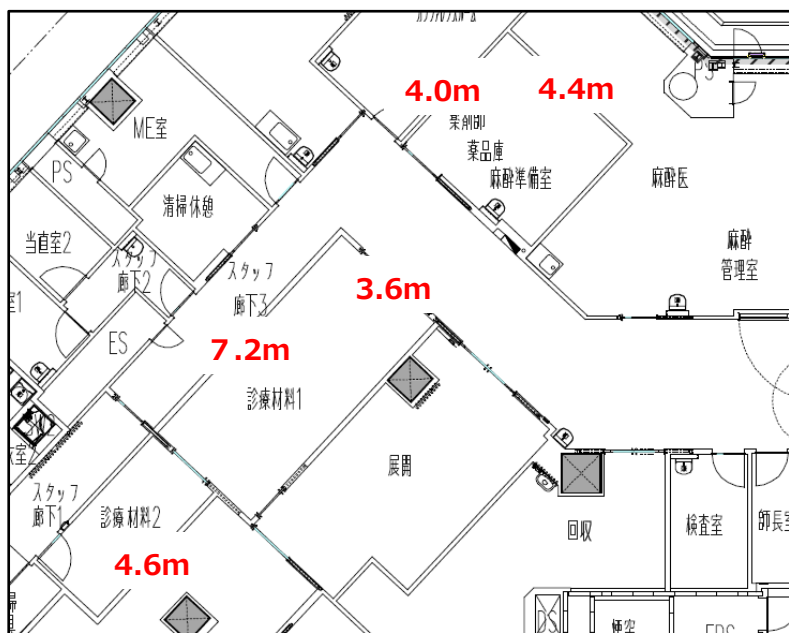 4.0m
4.4m
ME室
薬品庫
麻酔準備室
麻酔医
PS
清掃休憩
当直室2
スタッフ
廊下2
スタッフ
廊下3
麻酔
管理室
3.6m
ES
7.2m
診療材料1
展開
スタッフ
廊下1
診療材料2
回収
検査室
師長室
4.6m
DS